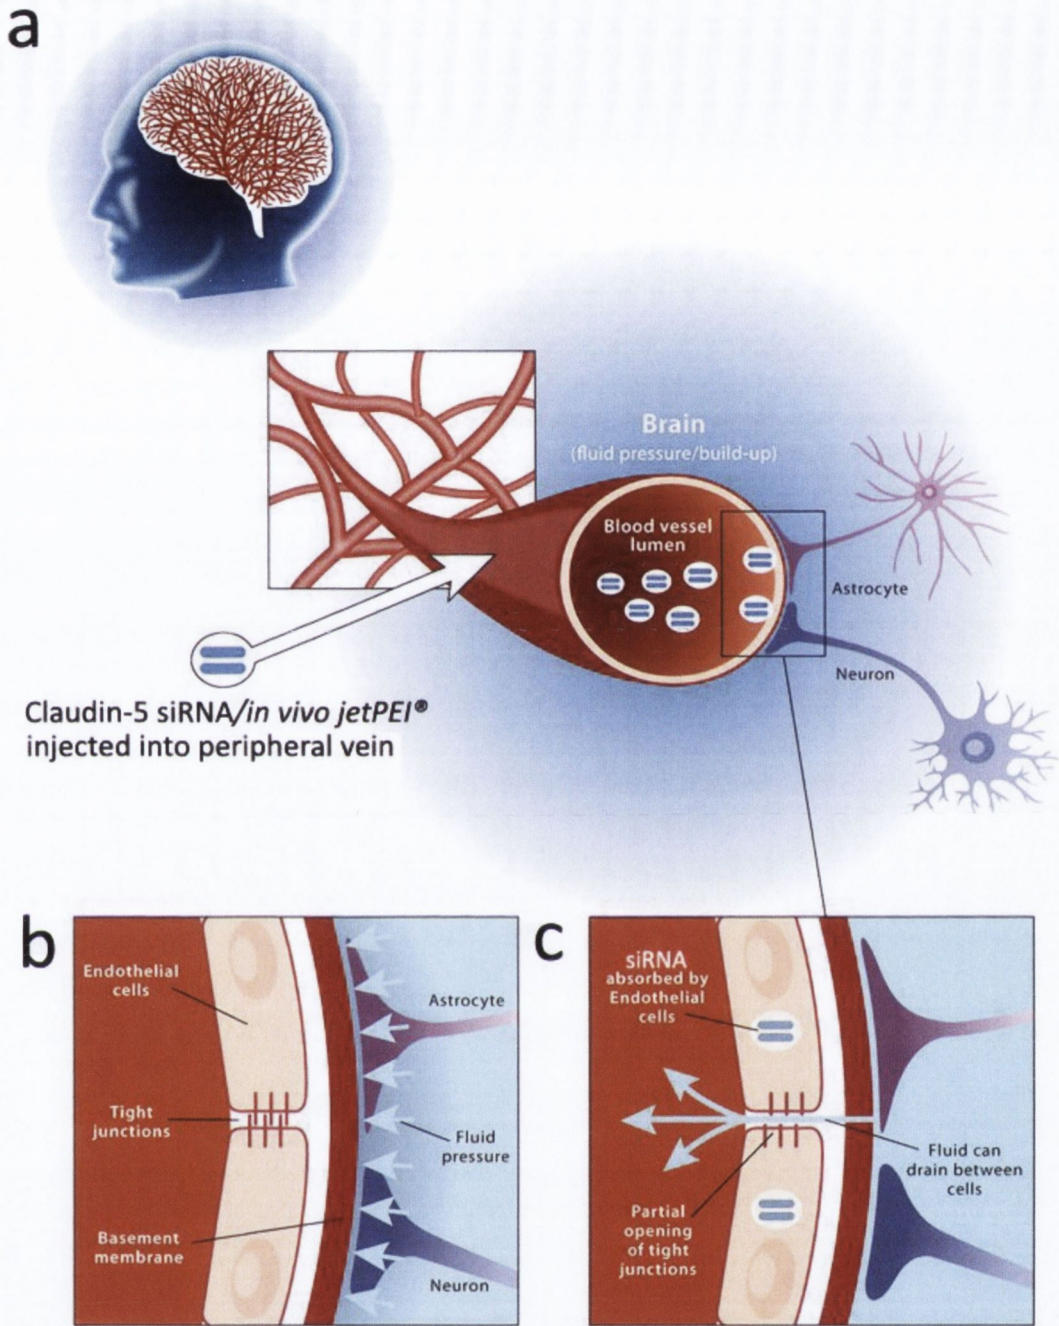 a
Brain
(fluid pressure/build-up)
Blood vessel
lumen
Astrocyte
Neuron
Claudin-5 siRNA/in vivo jetPEI®
injected into peripheral vein
b
Endothelial
cells
Astrocyte
Tight
junctions
Fluid
pressure
Basement
membrane
Neuron
c
siRNA
absorbed by
Endothelial
cells
Fluid can
drain between
cells
Partial
opening
of tight
junctions